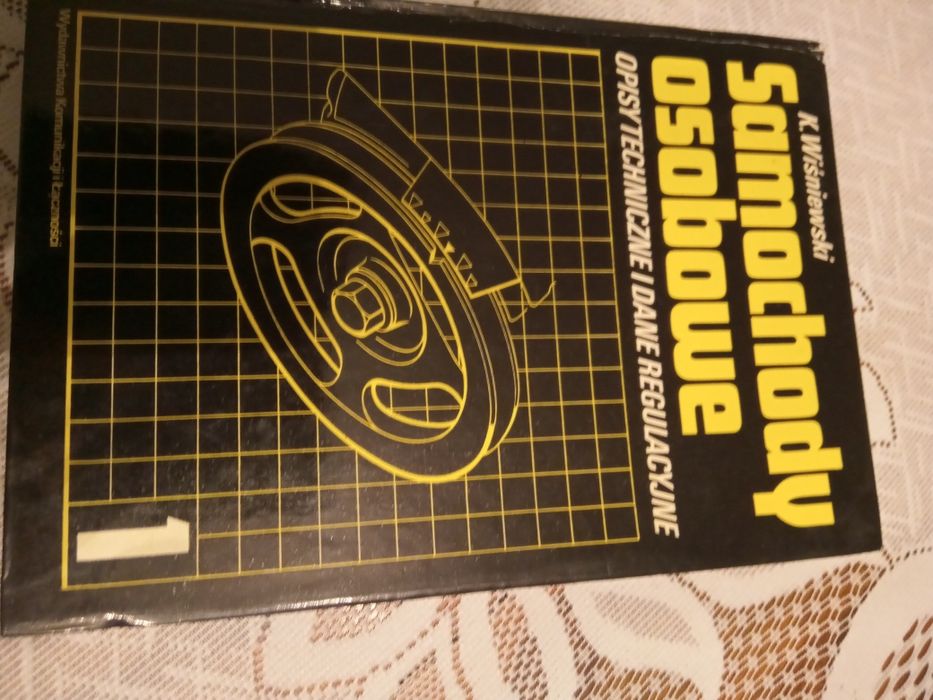 K. Wiśniewski
Samochody
osobowe
OPISY TECHNICZNE I DANE REGULACYJNE
1
Wydawnictwa Komunikacji i Łączności